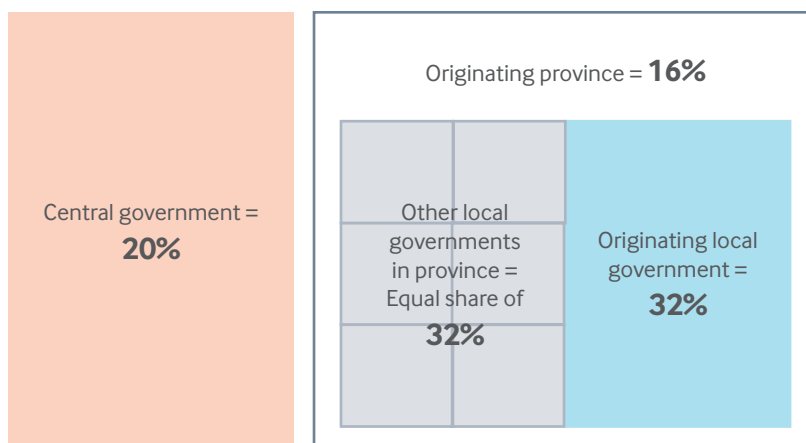 Originating province = 16%
Central government =
20%
Other local
governments
in province =
Equal share of
32%
Originating local
government =
32%